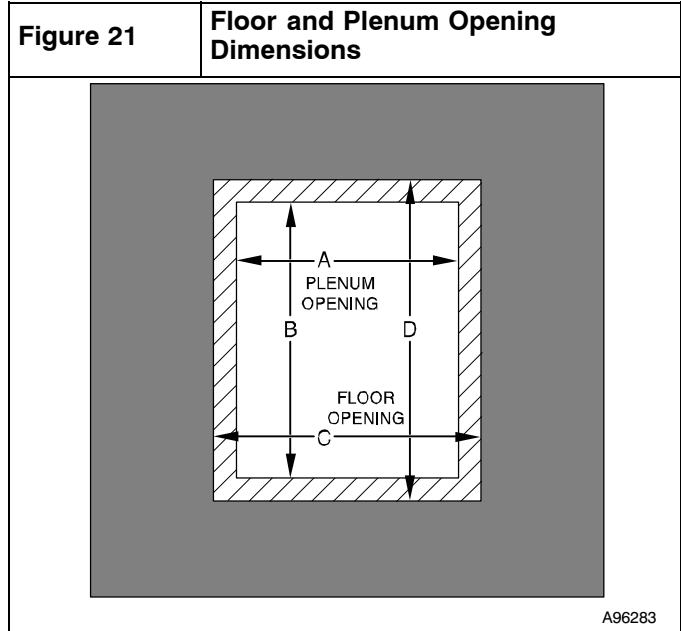 Figure 21
Floor and Plenum Opening
Dimensions
A
PLENUM
OPENING
B
D
FLOOR
OPENING
C
A96283